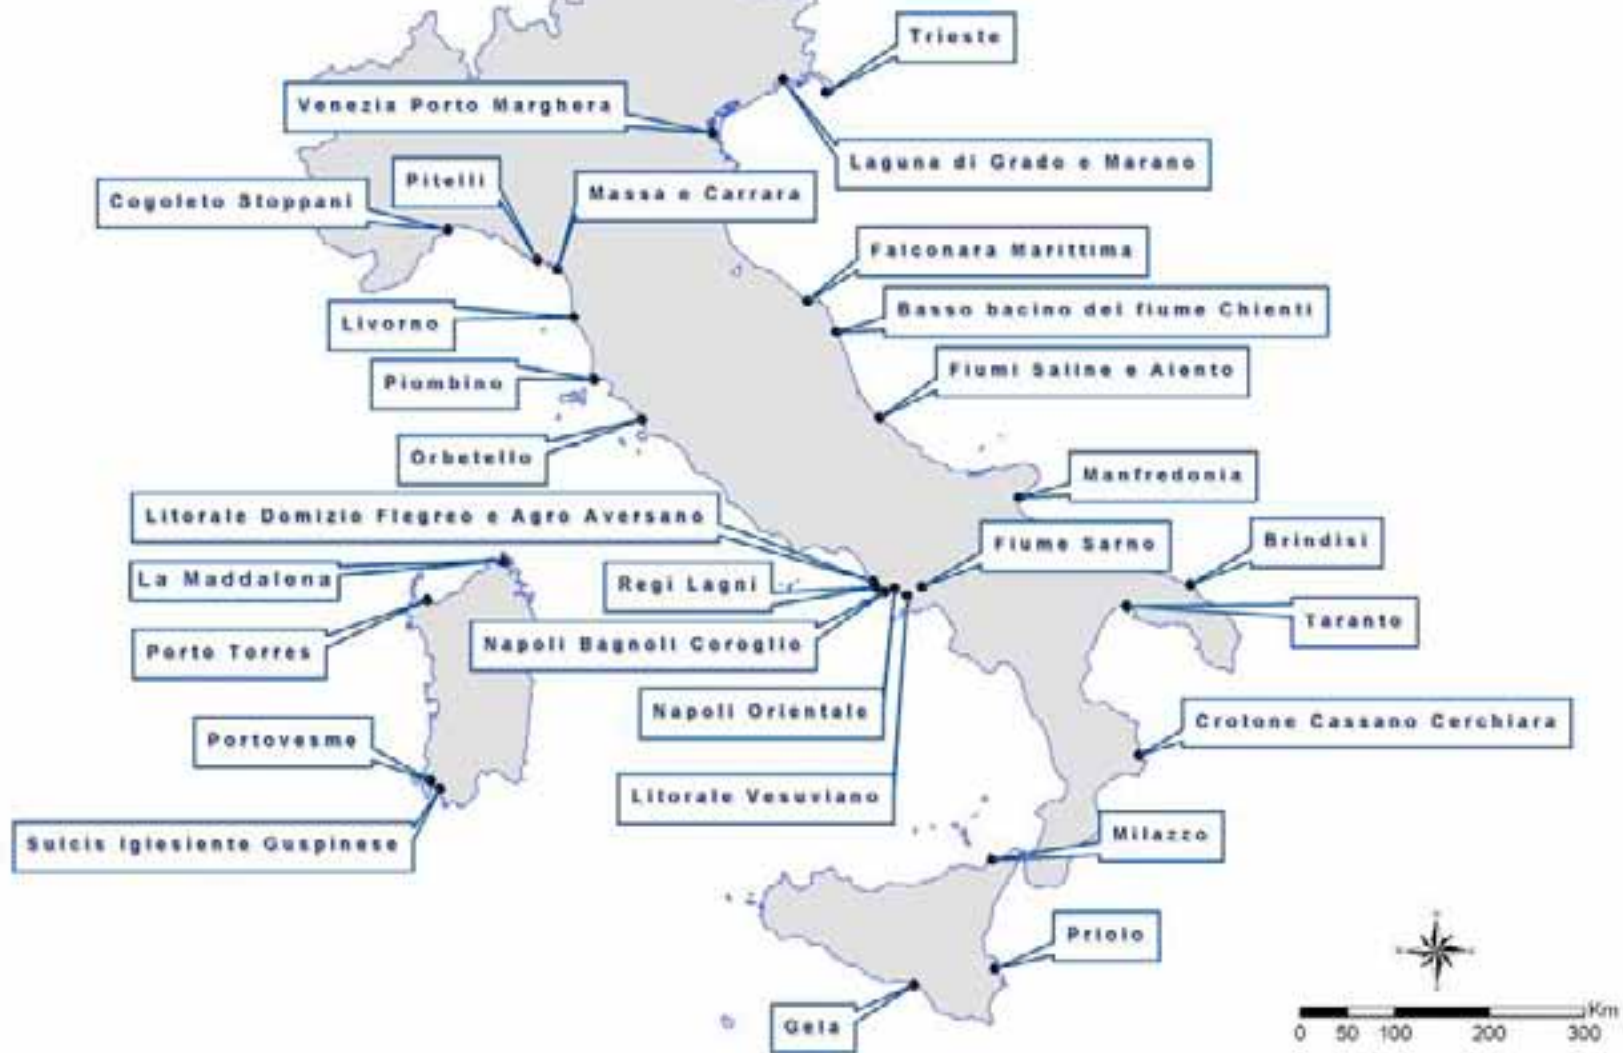 Trieste
Venezia Porto Marghera
Laguna di Grado e Marano
Pitelli
Massa e Carrara
Cogoleto Stoppani
Falconara Marittima
Basso bacino del fiume Chienti
Livorno
Fiumi Saline e Alento
Piombino
Orbetello
Manfredonia
Litorale Domizio Flegreo e Agro Aversano
Fiume Sarno
Brindisi
La Maddalena
Regi Lagni
Taranto
Porto Torres
Napoli Bagnoli Coroglio
Napoli Orientale
Crotone Cassano Cerchiara
Portovesme
Litorale Vesuviano
Milazzo
Sulcis Iglesiente Guspinese
Priolo
Gela
Km
0 50 100 200 300